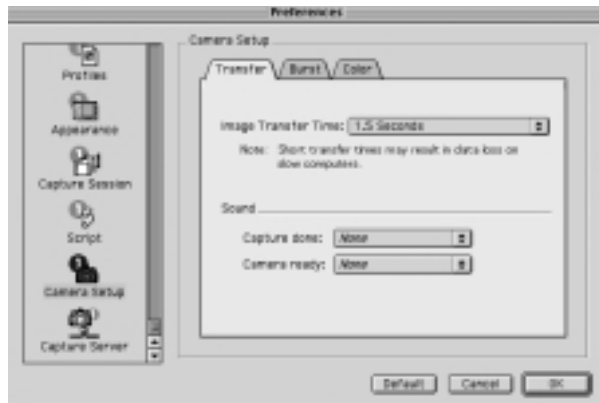 Preferences
Profiles
Appearance
Capture Session
Script
Camera Setup
Capture Server
Camera Setup
Transfer
Burst
Color
Image Transfer Time: 1.5 Seconds
Note: Short transfer times may result in data loss on
slow computers.
Sound
Capture done: None
Camera ready: None
Default
Cancel
OK